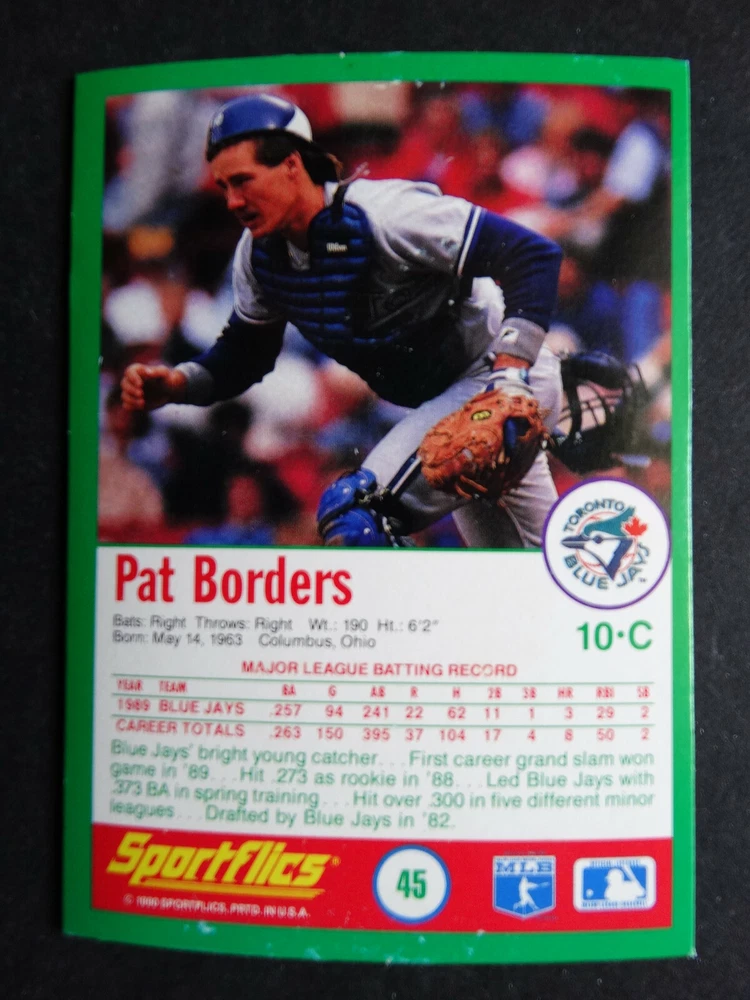 Wilson
TORONTO
BLUE JAYS
Pat Borders
Bats: Right Throws: Right Wt.: 190 Ht.: 6'2"
Born: May 14, 1963 Columbus, Ohio
10•C
MAJOR LEAGUE BATTING RECORD
YEAR TEAM BA G AB R H 2B 3B HR RBI SB
1989 BLUE JAYS .257 94 241 22 62 11 1 3 29 2
CAREER TOTALS .263 150 395 37 104 17 4 8 50 2
Blue Jays' bright young catcher...First career grand slam won
game in '89...Hit .273 as rookie in '88...Led Blue Jays with
.373 BA in spring training...Hit over .300 in five different minor
leagues...Drafted by Blue Jays in '82.
Sportflics®
© 1990 SPORTFLICS, PRTD. IN U.S.A.
45
MLB